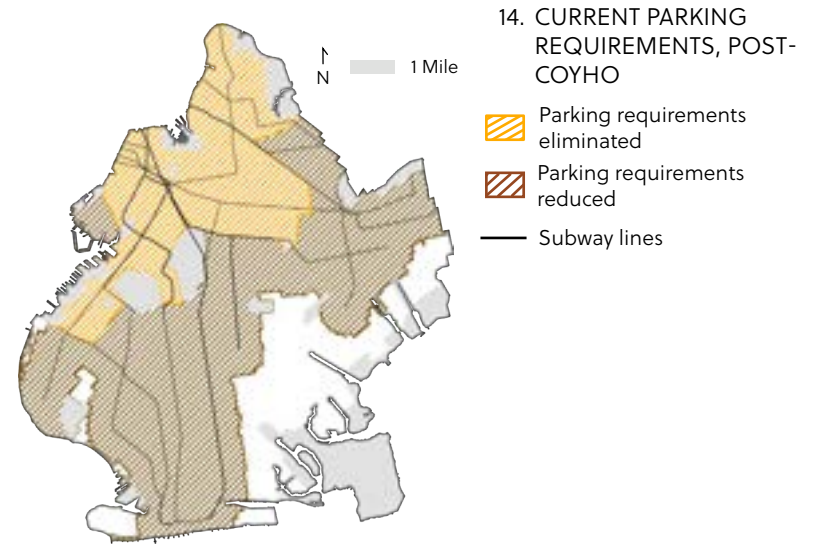 14. CURRENT PARKING
REQUIREMENTS, POST-
COYHO
N
1 Mile
Parking requirements
eliminated
Parking requirements
reduced
Subway lines